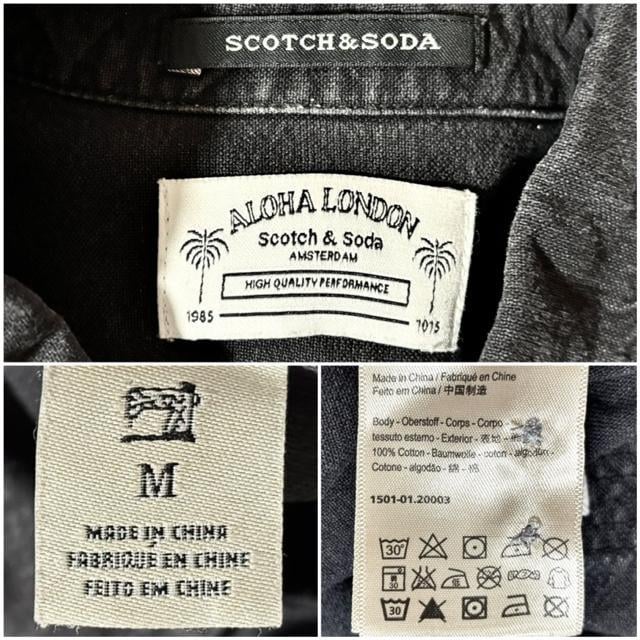 SCOTCH&SODA
ALOHA LONDON
Scotch & Soda
AMSTERDAM
HIGH QUALITY PERFORMANCE
1985 1015
M
MADE IN CHINA
FABRIQUÉ EN CHINE
FEITO EM CHINE
Made in China / Fabriqué en Chine
Feito em China / 中国制造
Body - Oberstoff - Corps - Corpo -
tessuto esterno - Exterior - 表地 -
100% Cotton - Baumwolle - coton - algodón -
Cotone - algodão - 綿 - 棉
1501-01.20003
30°
30
30